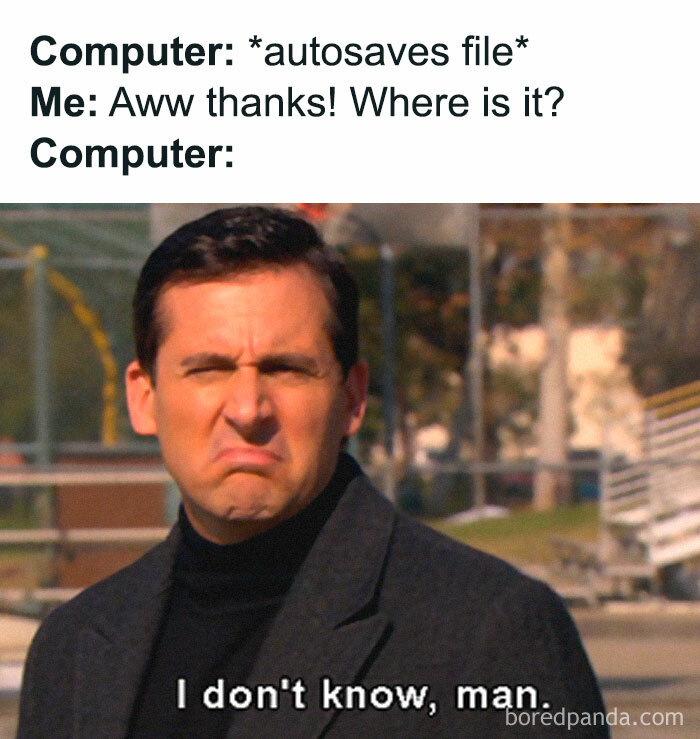 Computer: *autosaves file*
Me: Aww thanks! Where is it?
Computer:
I don't know, man.
boredpanda.com